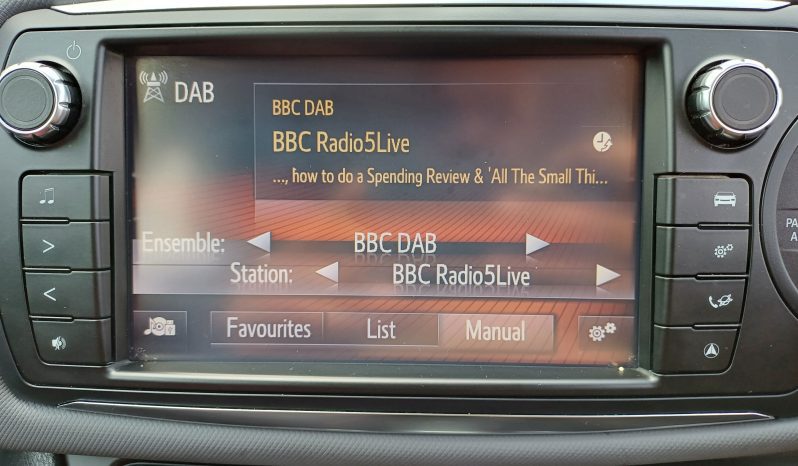 DAB
BBC DAB
BBC Radio5Live
..., how to do a Spending Review & 'All The Small Thi...
Ensemble: BBC DAB
Station: BBC Radio5Live
Favourites List Manual
>
<
PA
A